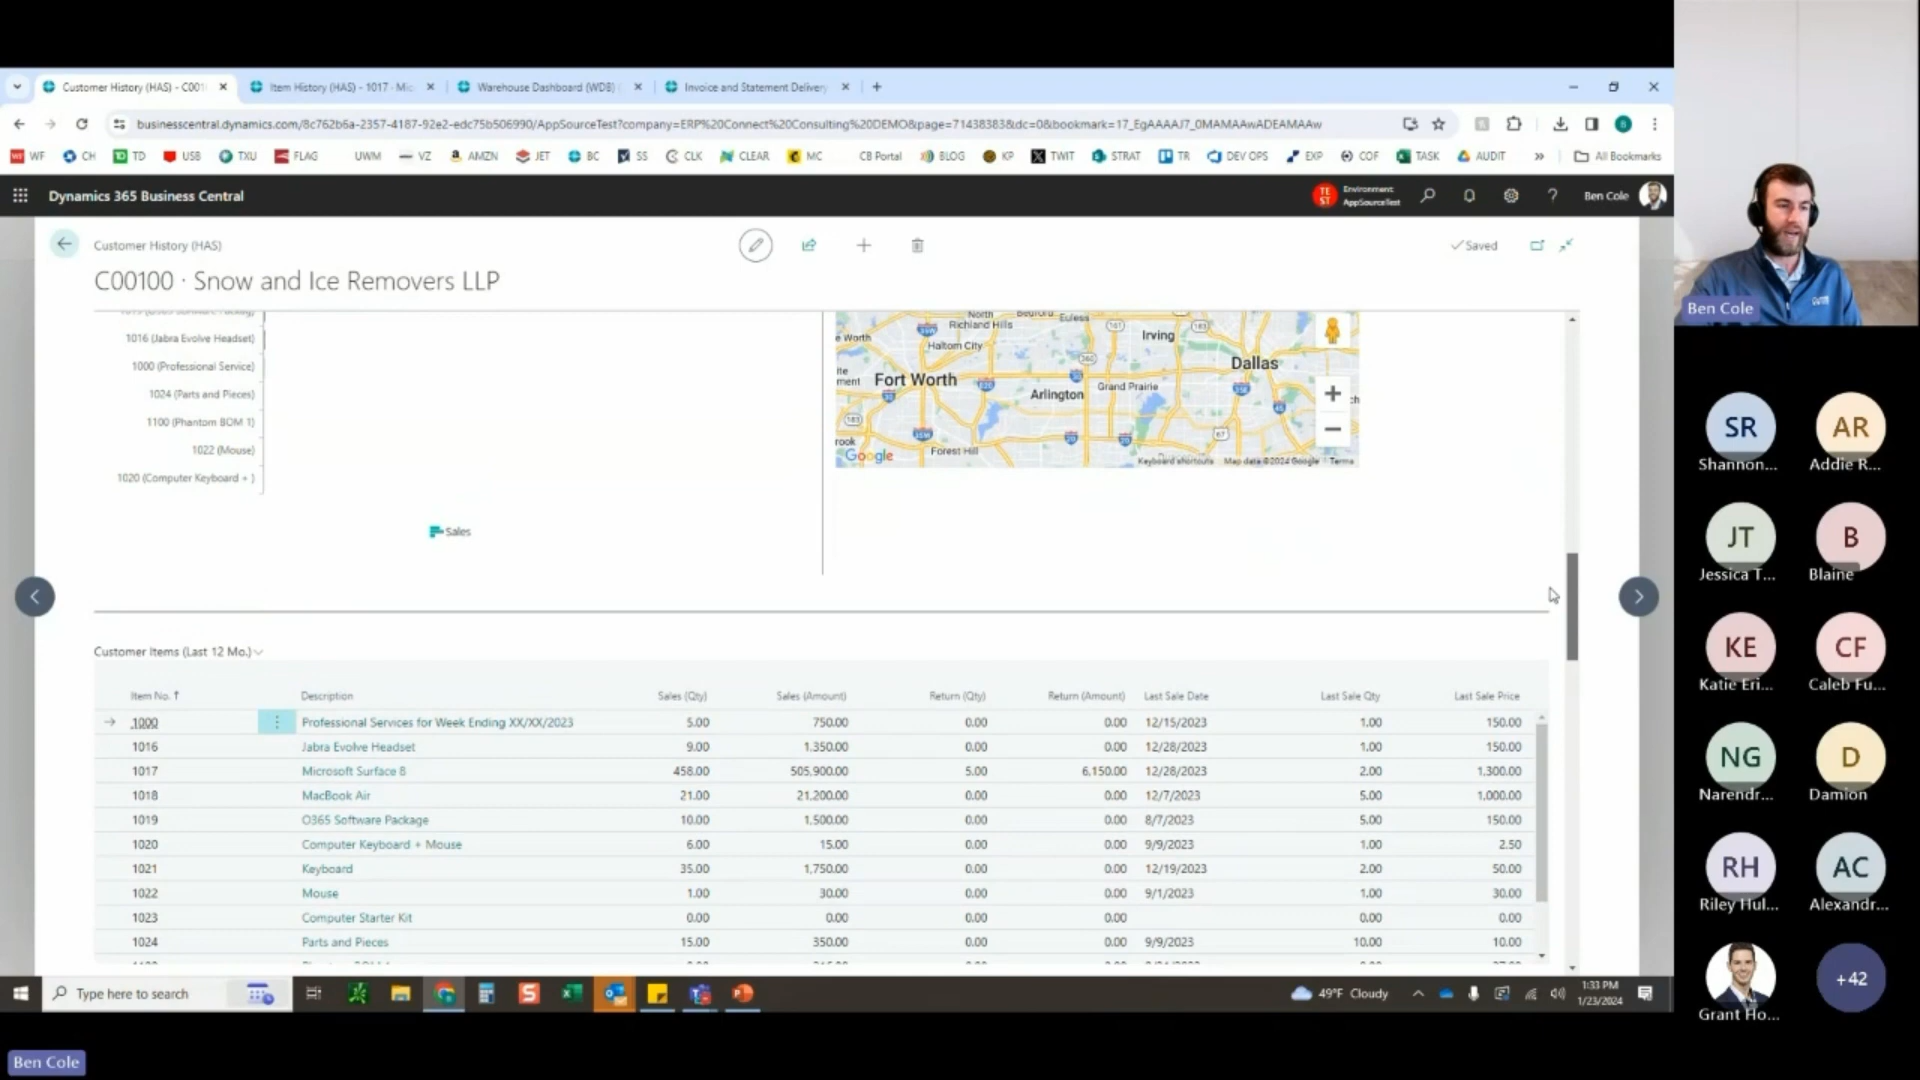 Customer History (HAS) - C001
Item History (HAS) - 1017 - Mic
Warehouse Dashboard (WDB)
Invoice and Statement Delivery
businesscentral.dynamics.com/8c762b6a-2357-4187-92e2-edc75b506990/AppSourceTest?company=ERP%20Connect%20Consulting%20DEMO&page=71438383&dc=0&bookmark=17_EgAAAAJ7_0MAMAAwADEAMAAw
WF CH TD USB TXU FLAG UWM VZ AMZN JET BC SS CLK CLEAR MC CB Portal BLOG KP TWIT STRAT TR DEV OPS EXP COF TASK AUDIT » All Bookmarks
Dynamics 365 Business Central
TE ST
Environment:
AppSourceTest
?
Ben Cole
Customer History (HAS)
Saved
C00100 · Snow and Ice Removers LLP
1016 (Jabra Evolve Headset)
1000 (Professional Service)
1024 (Parts and Pieces)
1100 (Phantom BOM 1)
1022 (Mouse)
1020 (Computer Keyboard + )
Sales
North
Richland Hills
Bedford
Euless
e Worth
Haltom City
Irving
Dallas
ite
ment
Fort Worth
Arlington
Grand Prairie
rook
Forest Hill
Google
Keyboard shortcuts Map data ©2024 Google Terms
Customer Items (Last 12 Mo.)
Item No. ↑ Description Sales (Qty) Sales (Amount) Return (Qty) Return (Amount) Last Sale Date Last Sale Qty Last Sale Price
1000 Professional Services for Week Ending XX/XX/2023 5.00 750.00 0.00 0.00 12/15/2023 1.00 150.00
1016 Jabra Evolve Headset 9.00 1,350.00 0.00 0.00 12/28/2023 1.00 150.00
1017 Microsoft Surface 8 458.00 505,900.00 5.00 6,150.00 12/28/2023 2.00 1,300.00
1018 MacBook Air 21.00 21,200.00 0.00 0.00 12/7/2023 5.00 1,000.00
1019 O365 Software Package 10.00 1,500.00 0.00 0.00 8/7/2023 5.00 150.00
1020 Computer Keyboard + Mouse 6.00 15.00 0.00 0.00 9/9/2023 1.00 2.50
1021 Keyboard 35.00 1,750.00 0.00 0.00 12/19/2023 2.00 50.00
1022 Mouse 1.00 30.00 0.00 0.00 9/1/2023 1.00 30.00
1023 Computer Starter Kit 0.00 0.00 0.00 0.00 0.00 0.00
1024 Parts and Pieces 15.00 350.00 0.00 0.00 9/9/2023 10.00 10.00
Type here to search
49°F Cloudy
1:33 PM
1/23/2024
Ben Cole
SR
Shannon...
AR
Addie R...
JT
Jessica T...
B
Blaine
KE
Katie Eri...
CF
Caleb Fu...
NG
Narendr...
D
Damion
RH
Riley Hul...
AC
Alexandr...
Grant Ho...
+42
Ben Cole